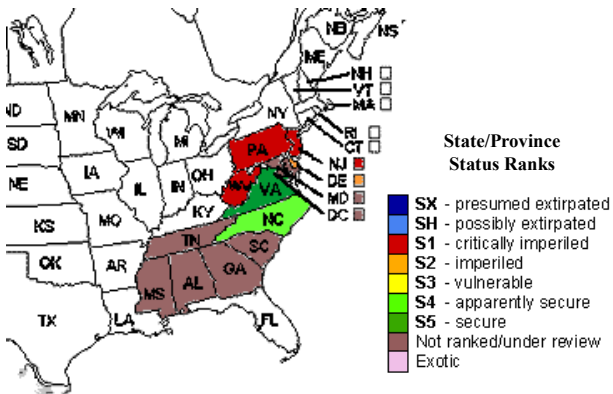 NB
NS
ME
NH
VT
MA
ND
MN
SD
WI
MI
NY
RI
CT
IA
PA
NJ
NE
IL
IN
OH
DE
WV
VA
MD
KS
MO
KY
DC
NC
TN
OK
AR
SC
MS
AL
GA
TX
LA
FL
State/Province
Status Ranks
SX - presumed extirpated
SH - possibly extirpated
S1 - critically imperiled
S2 - imperiled
S3 - vulnerable
S4 - apparently secure
S5 - secure
Not ranked/under review
Exotic